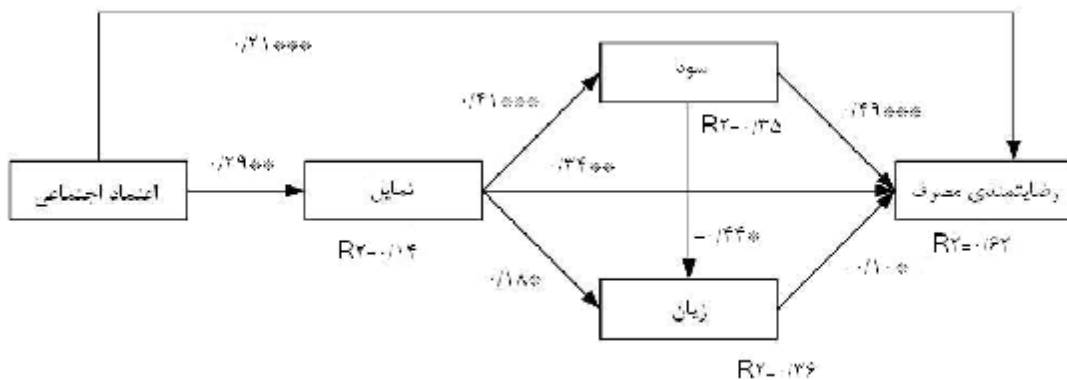 ۰/۲۱***
سود
۰/۴۱***
R۲=۰/۳۵
۰/۴۹***
۰/۲۹**
۰/۳۴**
اعتماد اجتماعی
تمایل
رضایتمندی مصرف
R۲=۰/۱۴
-۰/۴۴*
R۲=۰/۶۲
۰/۱۸*
-۰/۱۰*
زیان
R۲=۰/۳۶